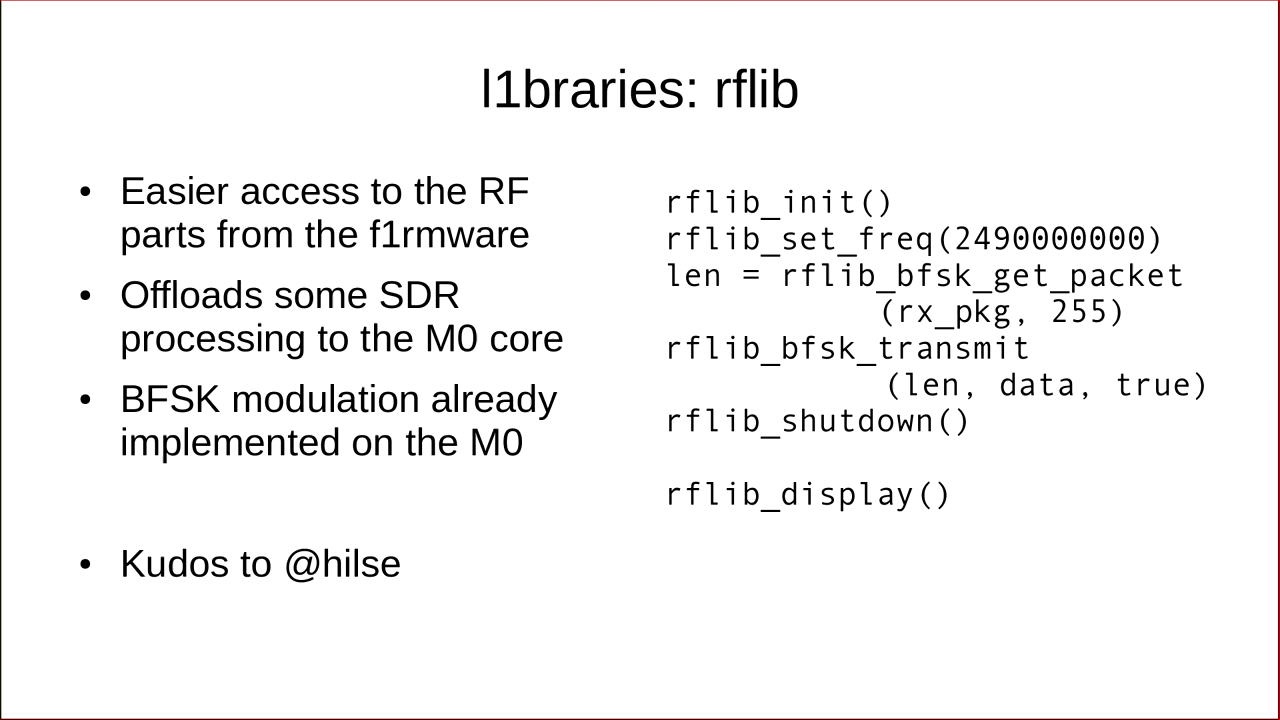 l1braries: rflib
• Easier access to the RF
parts from the f1rmware
• Offloads some SDR
processing to the M0 core
• BFSK modulation already
implemented on the M0
• Kudos to @hilse
rflib_init()
rflib_set_freq(2490000000)
len = rflib_bfsk_get_packet
(rx_pkg, 255)
rflib_bfsk_transmit
(len, data, true)
rflib_shutdown()
rflib_display()